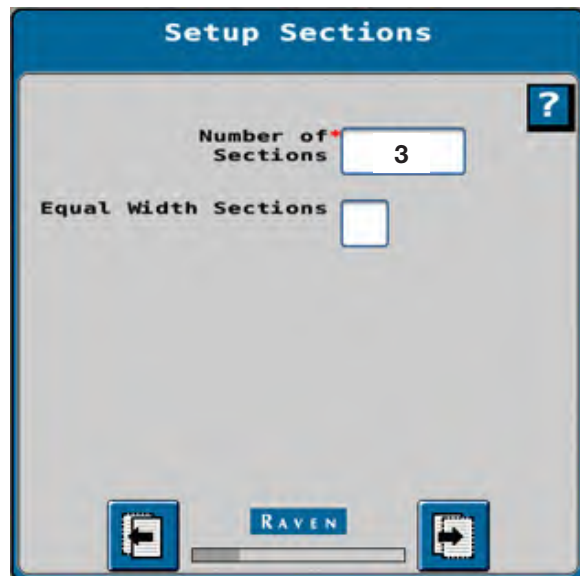 Setup Sections
?
Number of*
Sections
3
Equal Width Sections
RAVEN